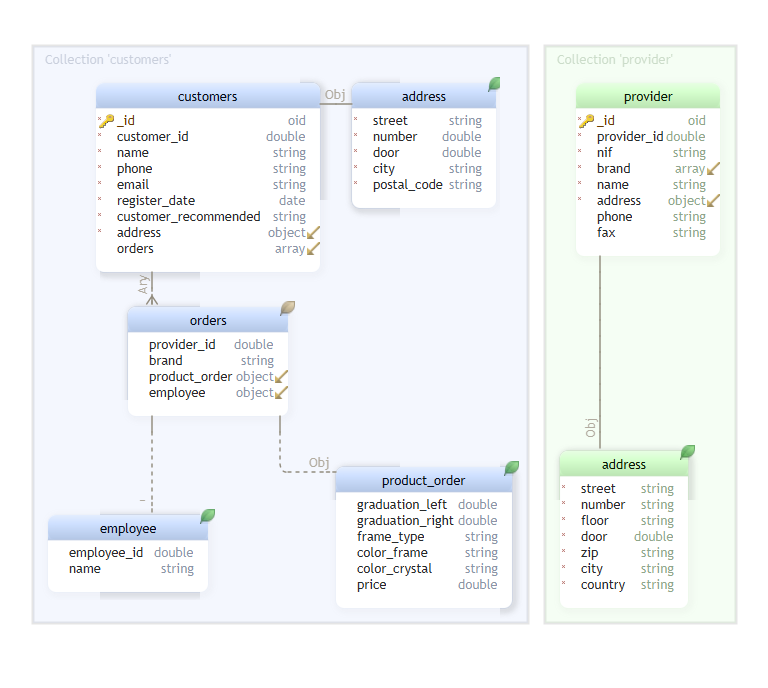 Collection 'customers'
customers
* _id oid
* customer_id double
* name string
* phone string
* email string
* register_date date
* customer_recommended string
* address object
orders array
Obj
address
* street string
* number double
* door double
* city string
* postal_code string
Ary
orders
provider_id double
brand string
product_order object
employee object
employee
employee_id double
name string
Obj
product_order
graduation_left double
graduation_right double
frame_type string
color_frame string
color_crystal string
price double
Collection 'provider'
provider
* _id oid
* provider_id double
* nif string
* brand array
* name string
* address object
phone string
fax string
Obj
address
* street string
* number string
* floor string
* door double
* zip string
* city string
* country string